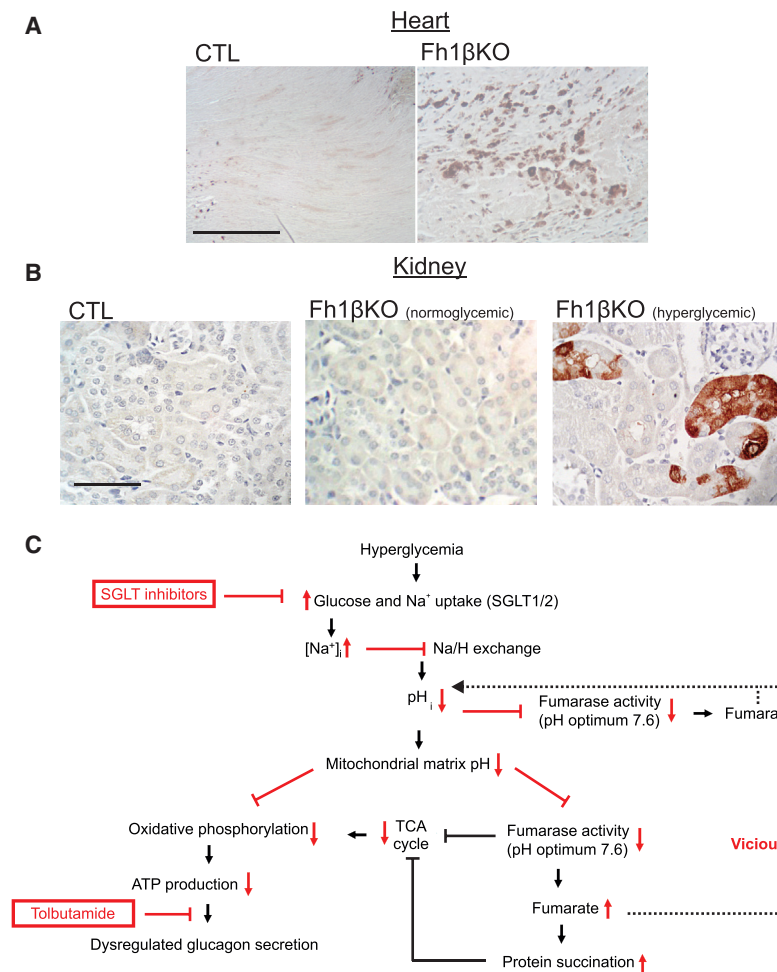 A
Heart
CTL
Fh1βKO
B
Kidney
CTL
Fh1βKO (normoglycemic)
Fh1βKO (hyperglycemic)
C
Hyperglycemia
SGLT inhibitors
Glucose and Na⁺ uptake (SGLT1/2)
[Na⁺]ᵢ
Na/H exchange
pH i
Fumarase activity
(pH optimum 7.6)
Mitochondrial matrix pH
Oxidative phosphorylation
TCA
cycle
Fumarase activity
(pH optimum 7.6)
ATP production
Tolbutamide
Fumarate
Dysregulated glucagon secretion
Protein succination